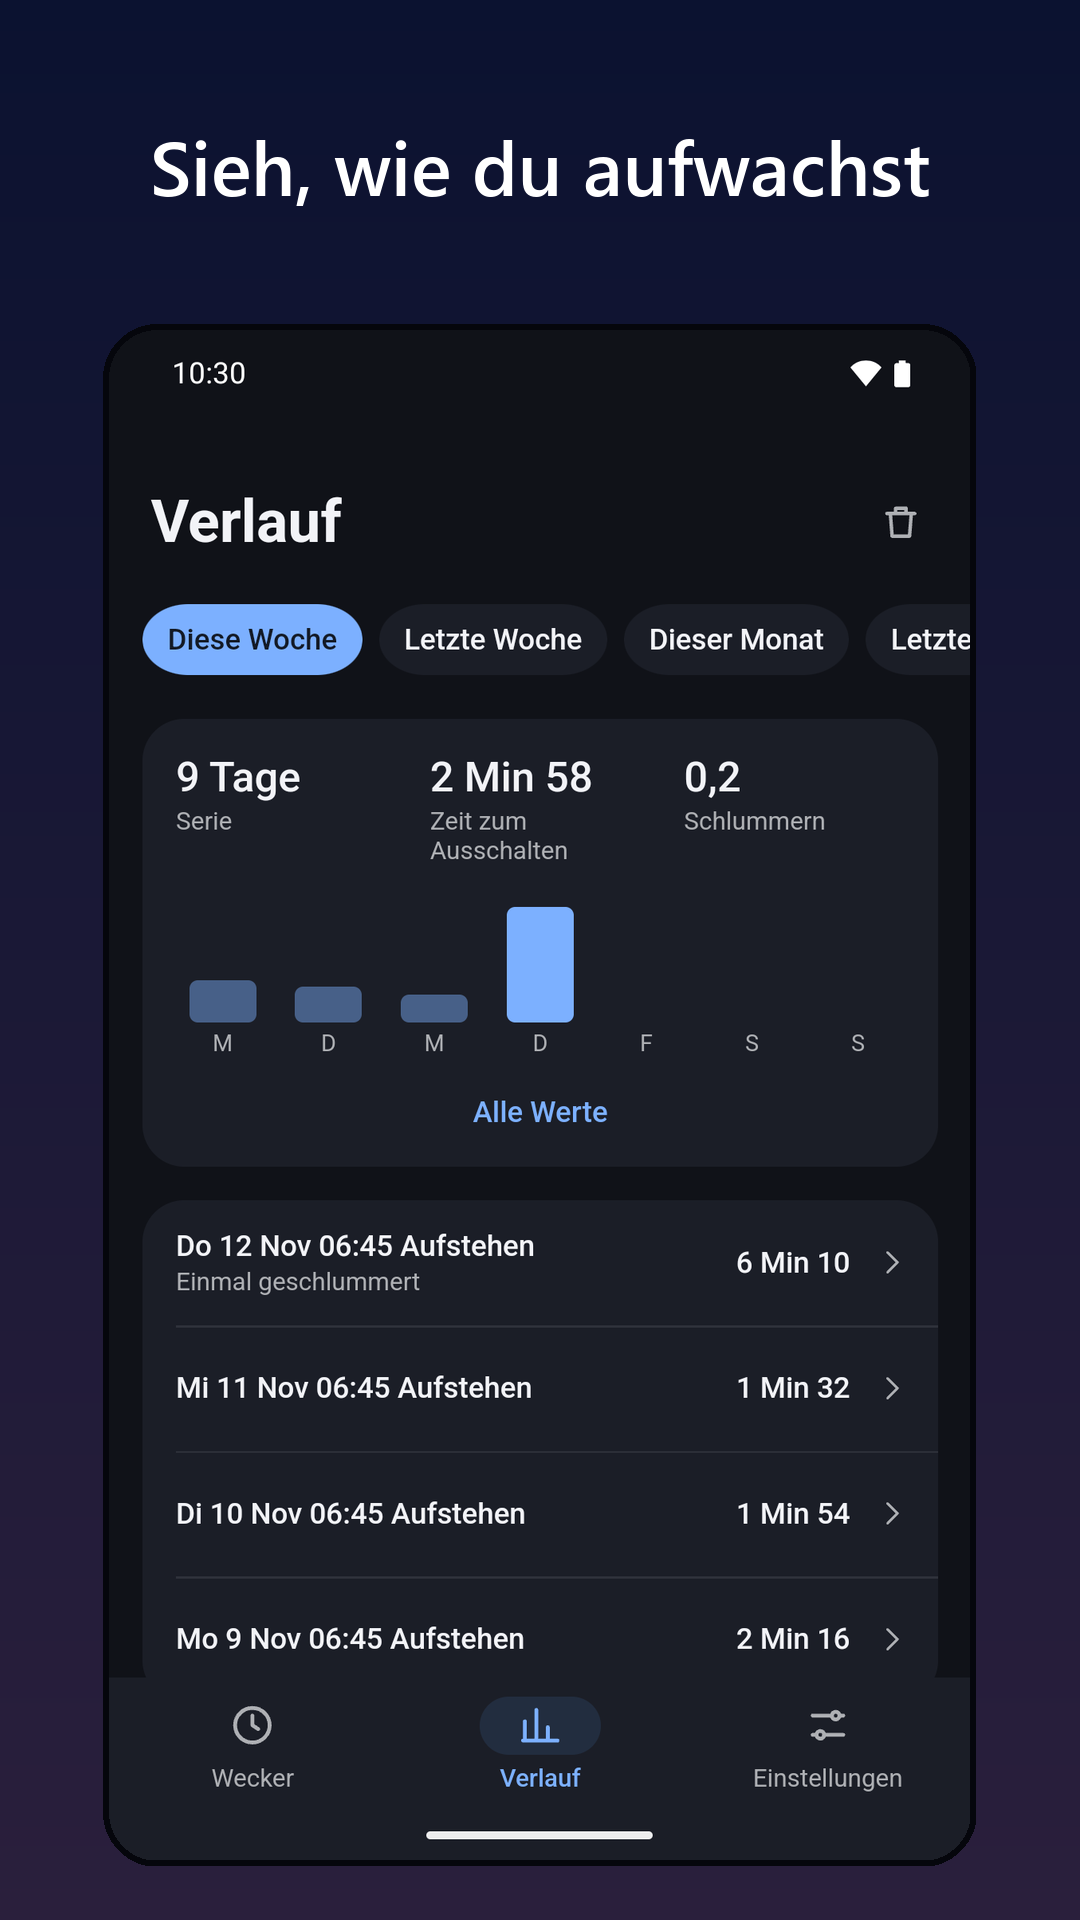 Sieh, wie du aufwachst
10:30
Verlauf
Diese Woche
Letzte Woche
Dieser Monat
Letzte
9 Tage
Serie
2 Min 58
Zeit zum
Ausschalten
0,2
Schlummern
M D M D F S S
Alle Werte
Do 12 Nov 06:45 Aufstehen
Einmal geschlummert
6 Min 10
Mi 11 Nov 06:45 Aufstehen
1 Min 32
Di 10 Nov 06:45 Aufstehen
1 Min 54
Mo 9 Nov 06:45 Aufstehen
2 Min 16
Wecker
Verlauf
Einstellungen